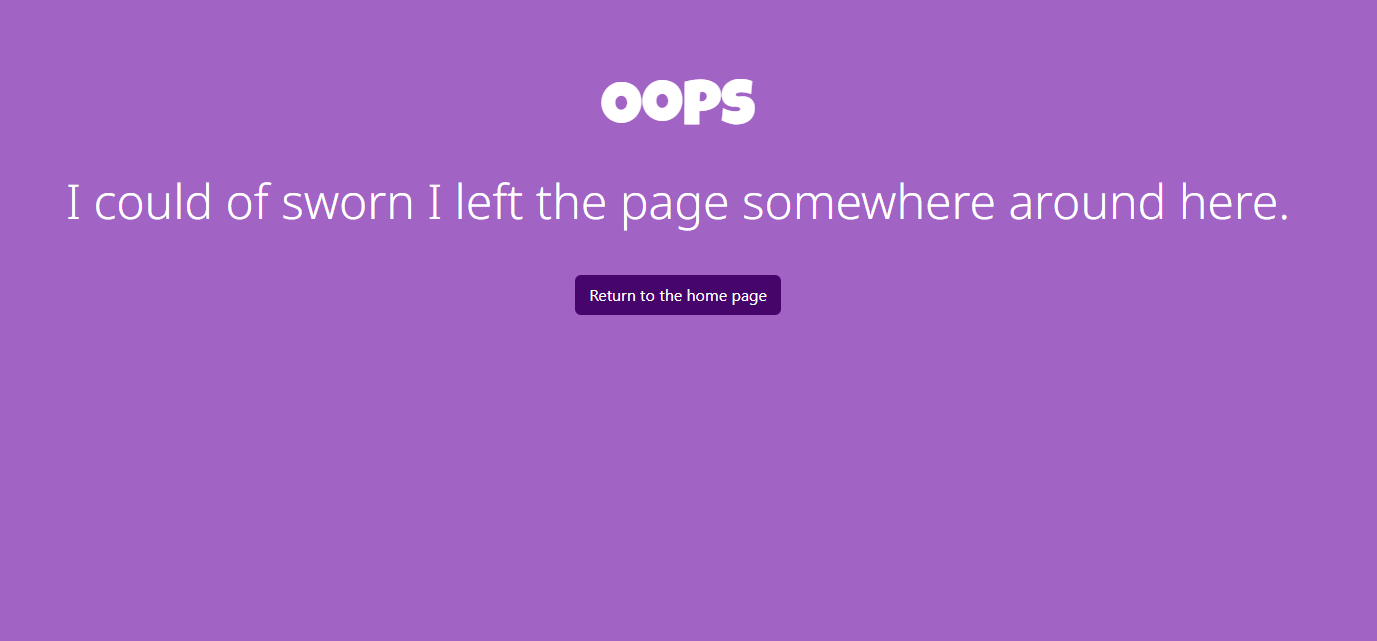 OOPS
I could of sworn I left the page somewhere around here.
Return to the home page